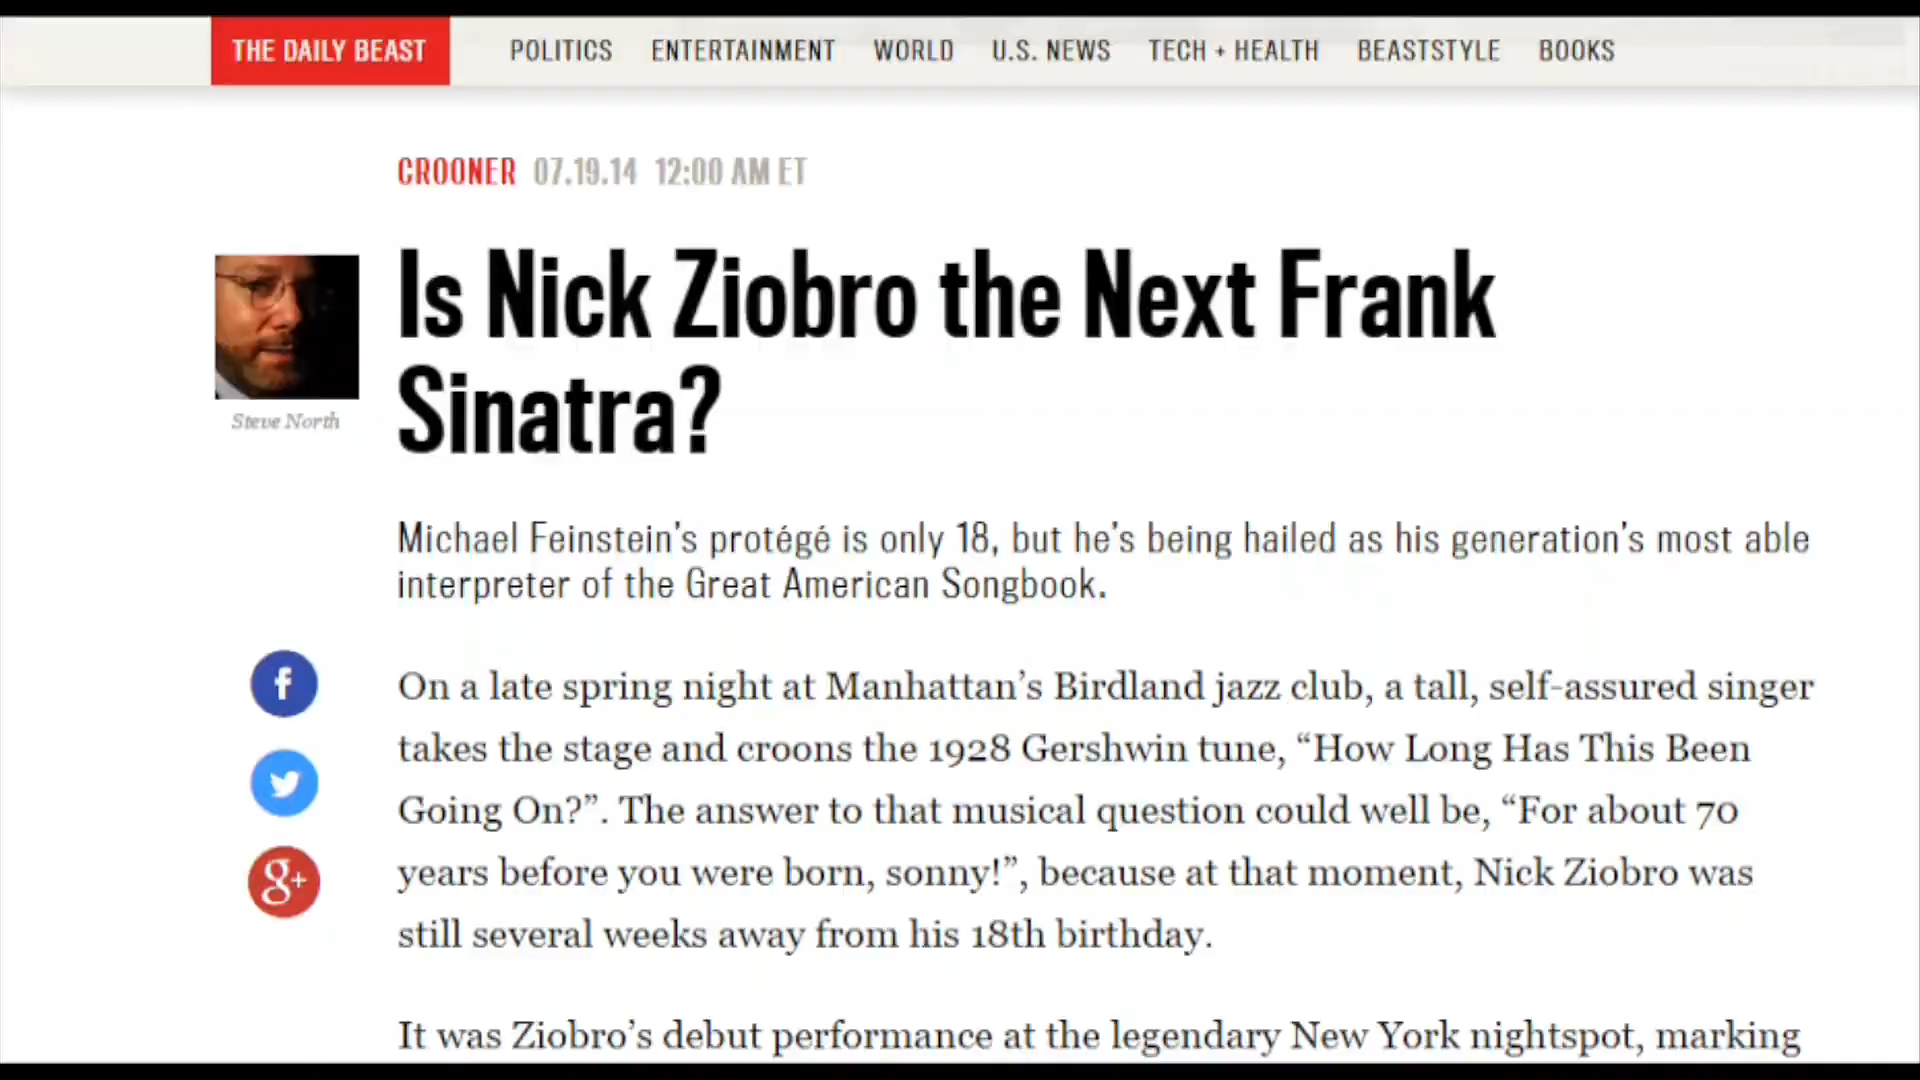 THE DAILY BEAST POLITICS ENTERTAINMENT WORLD U.S. NEWS TECH + HEALTH BEASTSTYLE BOOKS
CROONER 07.19.14 12:00 AM ET
Is Nick Ziobro the Next Frank
Sinatra?
Steve North
Michael Feinstein’s protégé is only 18, but he’s being hailed as his generation’s most able
interpreter of the Great American Songbook.
On a late spring night at Manhattan’s Birdland jazz club, a tall, self-assured singer
takes the stage and croons the 1928 Gershwin tune, “How Long Has This Been
Going On?”. The answer to that musical question could well be, “For about 70
years before you were born, sonny!”, because at that moment, Nick Ziobro was
still several weeks away from his 18th birthday.
It was Ziobro’s debut performance at the legendary New York nightspot, marking
f
g+